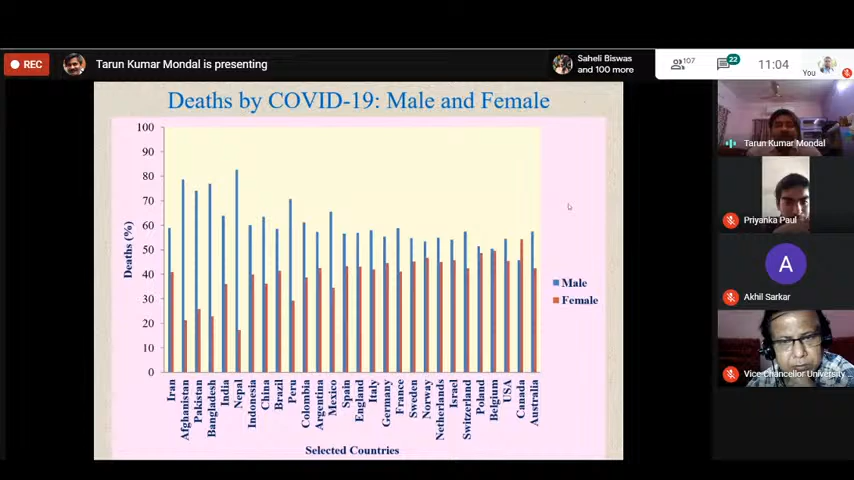 REC
Tarun Kumar Mondal is presenting
Saheli Biswas
and 100 more
107
22
11:04
You
Deaths by COVID-19: Male and Female
100
90
80
70
60
50
40
30
20
10
0
Deaths (%)
Iran
Afghanistan
Pakistan
Bangladesh
India
Nepal
Indonesia
China
Brazil
Peru
Colombia
Argentina
Mexico
Spain
England
Italy
Germany
France
Sweden
Norway
Netherlands
Israel
Switzerland
Poland
Belgium
USA
Canada
Australia
Selected Countries
Male
Female
Tarun Kumar Mondal
Priyanka Paul
A
Akhil Sarkar
Vice Chancellor University ...